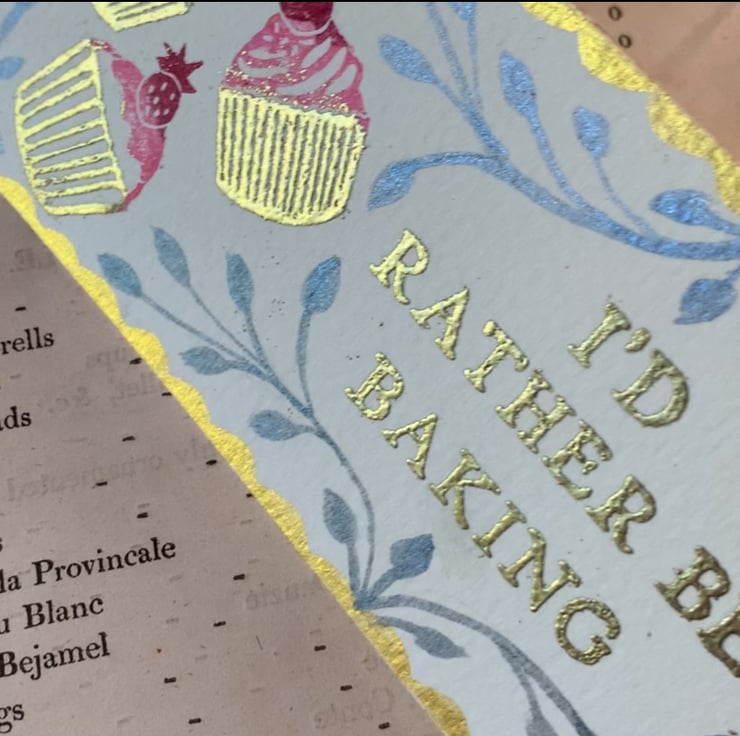 I'D
RATHER BE
BAKING
rells
ds
la Provincale
u Blanc
Bejamel
gs